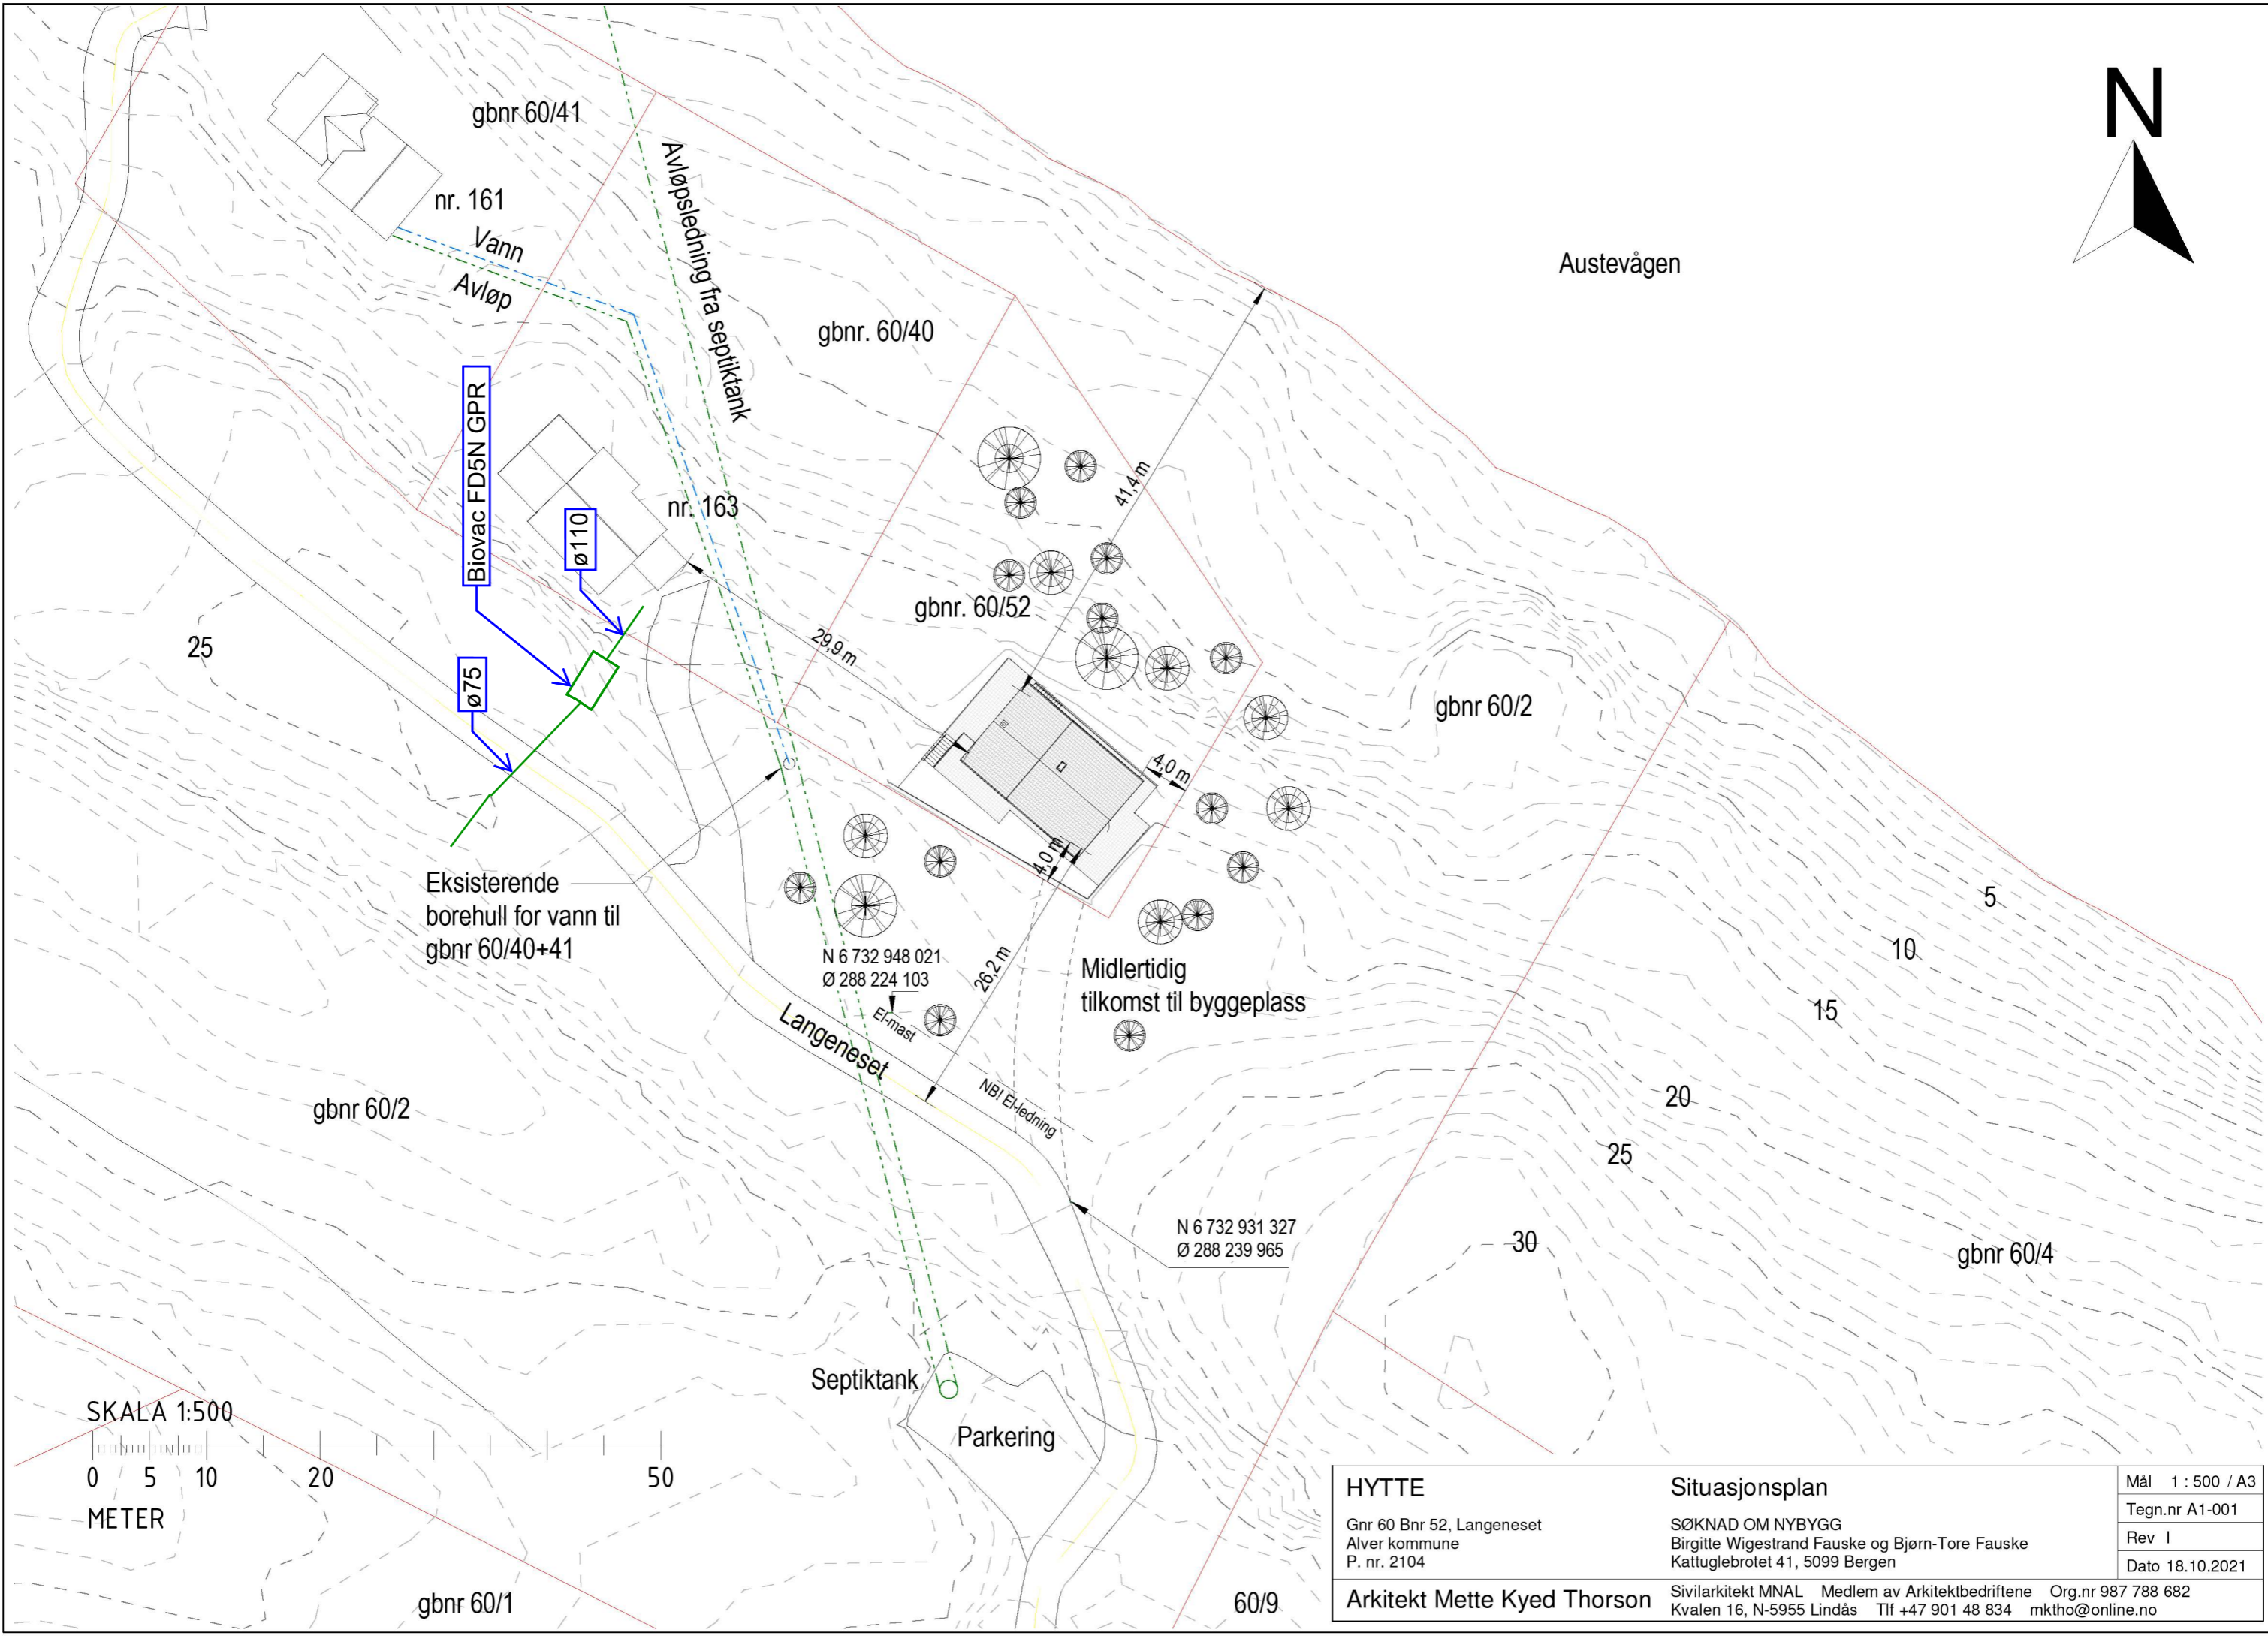 N
gbnr 60/41
nr. 161
Vann
Avløp
Avløpsledning fra septiktank
gbnr. 60/40
Austevågen
Biovac FD5N GPR
ø110
nr. 163
41,4 m
gbnr. 60/52
29,9 m
25
ø75
gbnr 60/2
4,0 m
4,0 m
Eksisterende
borehull for vann til
gbnr 60/40+41
N 6 732 948 021
Ø 288 224 103
El-mast
26,2 m
Midlertidig
tilkomst til byggeplass
5
10
15
20
25
30
Langeneset
NB! El-ledning
gbnr 60/2
N 6 732 931 327
Ø 288 239 965
gbnr 60/4
Septiktank
Parkering
SKALA 1:500
0 5 10 20 50
METER
gbnr 60/1
60/9
HYTTE
Gnr 60 Bnr 52, Langeneset
Alver kommune
P. nr. 2104
Situasjonsplan
SØKNAD OM NYBYGG
Birgitte Wigestrand Fauske og Bjørn-Tore Fauske
Kattuglebrotet 41, 5099 Bergen
Mål 1 : 500 / A3
Tegn.nr A1-001
Rev I
Dato 18.10.2021
Arkitekt Mette Kyed Thorson
Sivilarkitekt MNAL Medlem av Arkitektbedriftene Org.nr 987 788 682
Kvalen 16, N-5955 Lindås Tlf +47 901 48 834 mktho@online.no